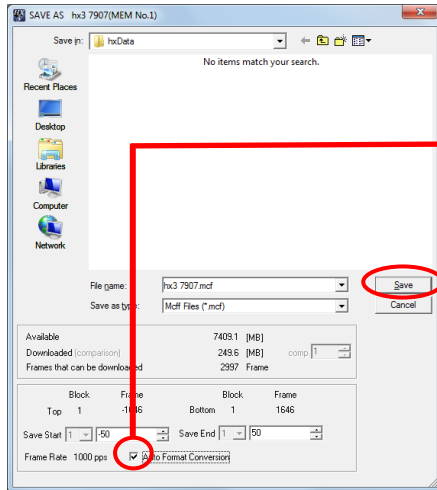 SAVE AS hx3 7907(MEM No.1)
Save in: hxData
No items match your search.
Recent Places
Desktop
Libraries
Computer
Network
File name: hx3 7907.mcf Save
Save as type: Mcff Files (*.mcf) Cancel
Available 7409.1 [MB]
Downloaded (comparison) 249.6 [MB] comp 1
Frames that can be downloaded 2997 Frame
Block Frame Block Frame
Top 1 -1646 Bottom 1 1646
Save Start 1 -50 Save End 1 50
Frame Rate 1000 pps Auto Format Conversion